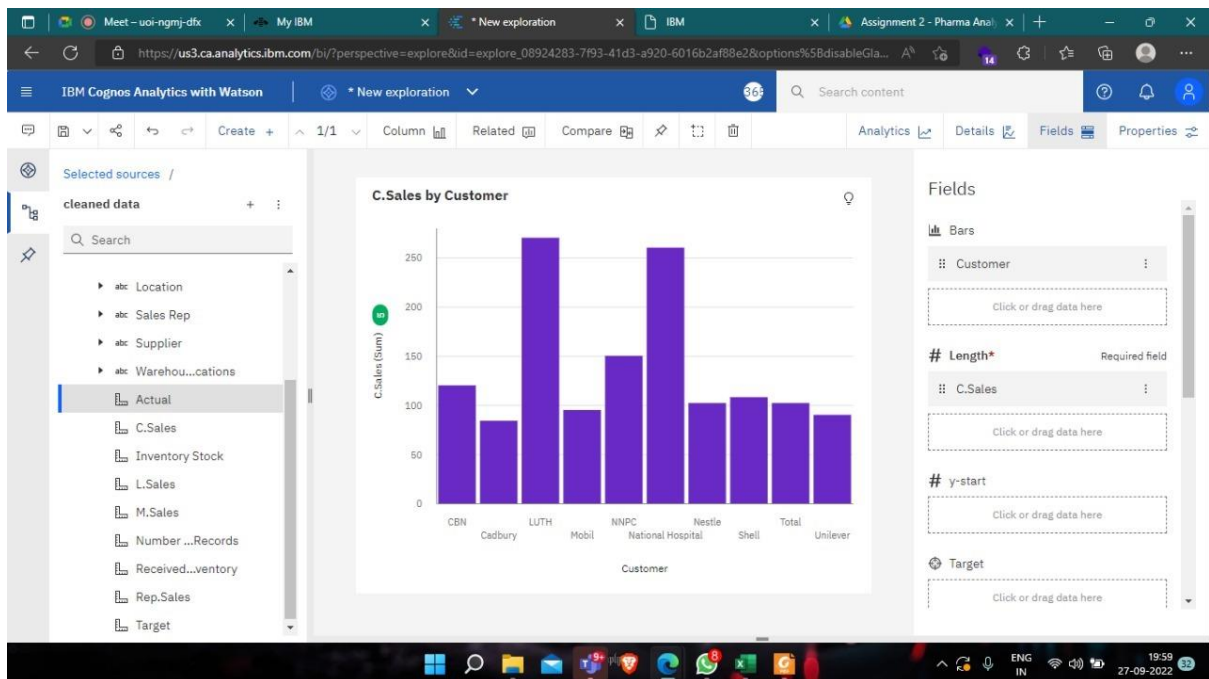 Meet – uoi-ngmj-dfx
My IBM
* New exploration
IBM
Assignment 2 - Pharma Analy
https://us3.ca.analytics.ibm.com/bi/?perspective=explore&id=explore_08924283-7f93-41d3-a920-6016b2af88e2&options%5BdisableGla...
14
IBM Cognos Analytics with Watson
* New exploration
365
Search content
1/1
Create +
Column
Related
Compare
Analytics
Details
Fields
Properties
Selected sources /
cleaned data
Search
abc Location
abc Sales Rep
abc Supplier
abc Warehou...cations
Actual
C.Sales
Inventory Stock
L.Sales
M.Sales
Number ...Records
Received...ventory
Rep.Sales
Target
C.Sales by Customer
C.Sales (Sum)
250
200
150
100
50
0
CBN
Cadbury
LUTH
Mobil
NNPC
National Hospital
Nestle
Shell
Total
Unilever
Customer
Fields
Bars
Customer
Click or drag data here
# Length*
Required field
C.Sales
Click or drag data here
# y-start
Click or drag data here
Target
Click or drag data here
9+
8
ENG
IN
19:59
27-09-2022
32